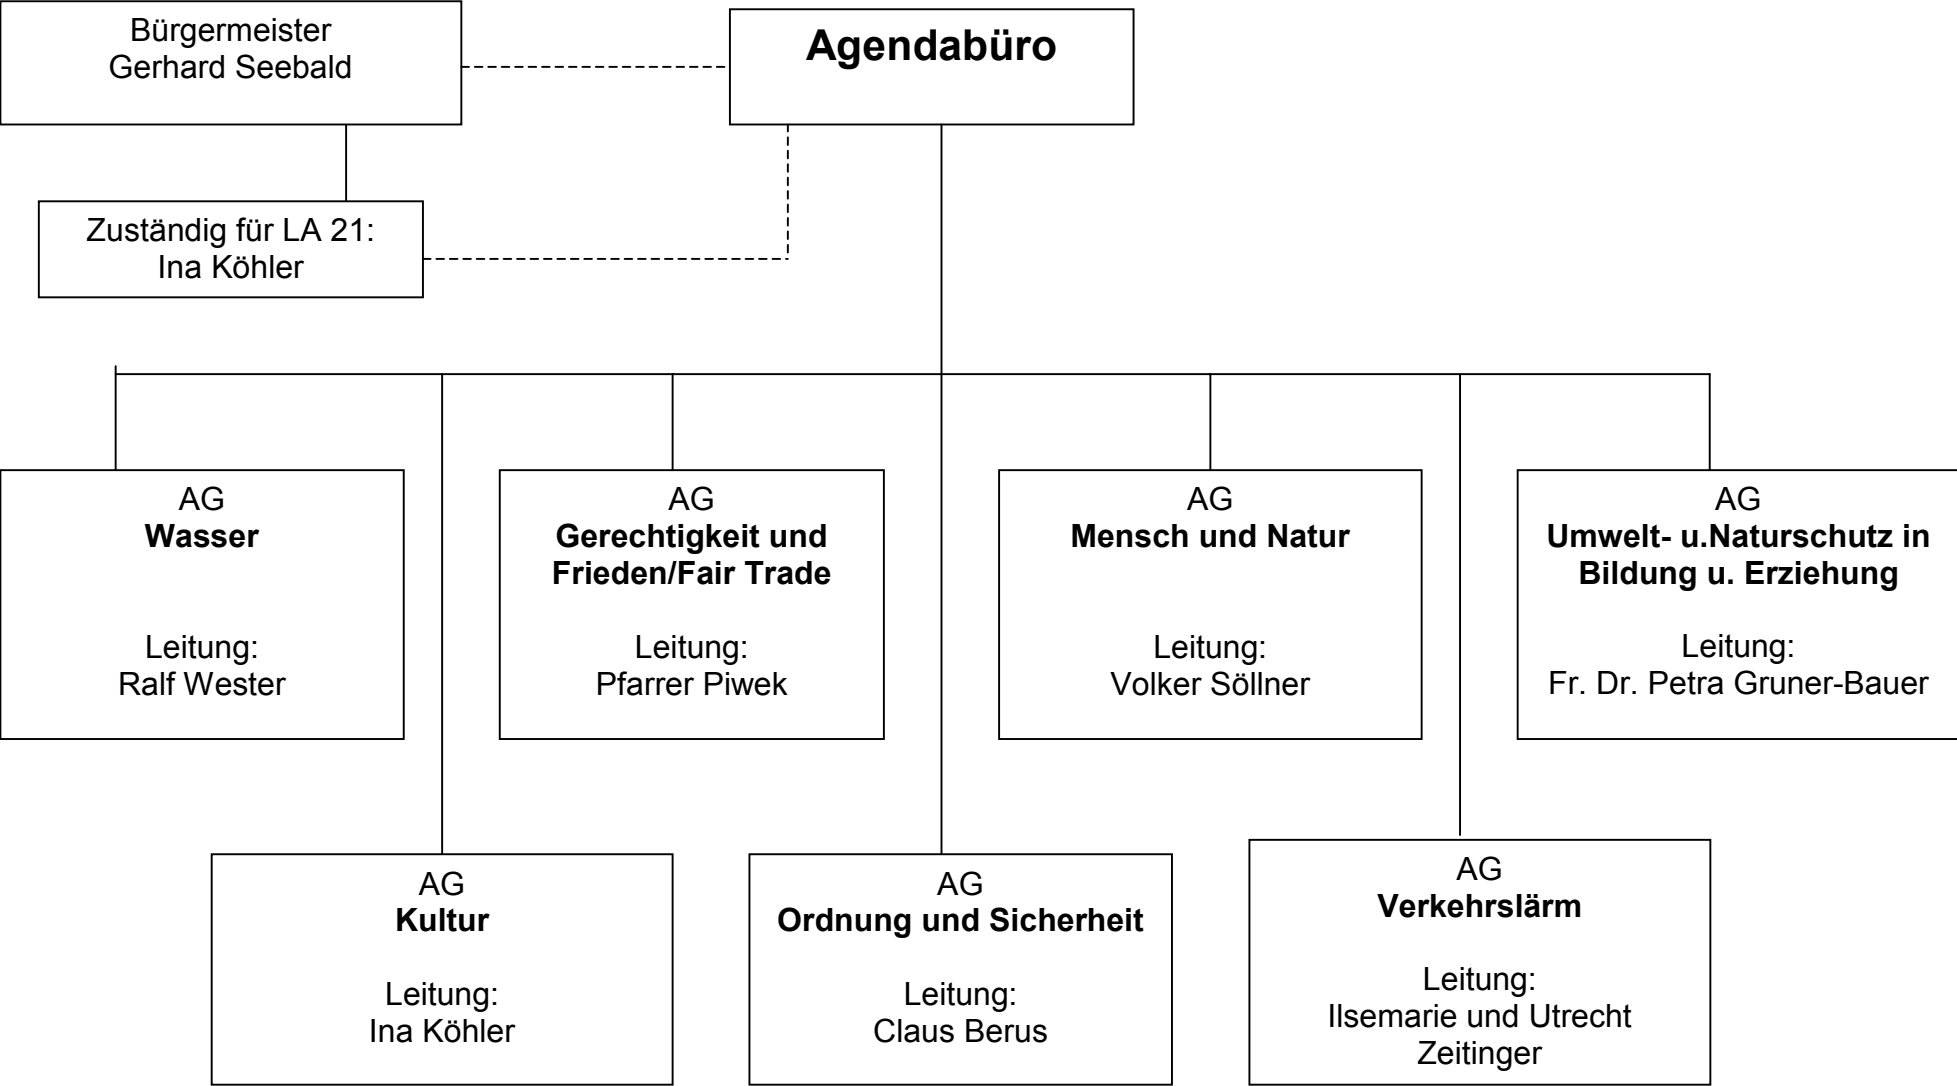 Bürgermeister
Gerhard Seebald
Agendabüro
Zuständig für LA 21:
Ina Köhler
AG
Wasser
Leitung:
Ralf Wester
AG
Gerechtigkeit und
Frieden/Fair Trade
Leitung:
Pfarrer Piwek
AG
Mensch und Natur
Leitung:
Volker Söllner
AG
Umwelt- u.Naturschutz in
Bildung u. Erziehung
Leitung:
Fr. Dr. Petra Gruner-Bauer
AG
Kultur
Leitung:
Ina Köhler
AG
Ordnung und Sicherheit
Leitung:
Claus Berus
AG
Verkehrslärm
Leitung:
Ilsemarie und Utrecht
Zeitinger